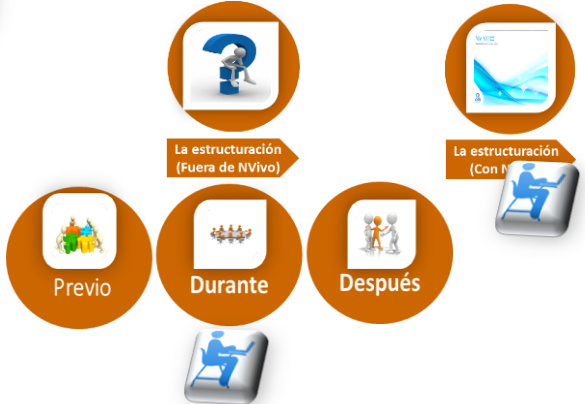 La estructuración
(Fuera de NVivo)
La estructuración
(Con
Previo
Durante
Después